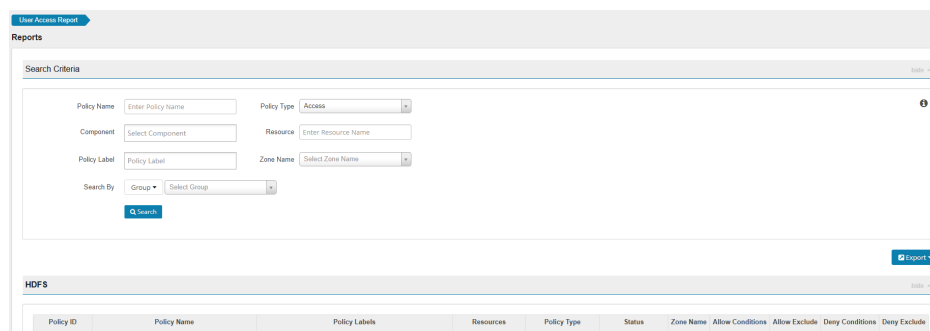 User Access Report
Reports
Search Criteria hide
Policy Name Enter Policy Name Policy Type Access
Component Select Component Resource Enter Resource Name
Policy Label Policy Label Zone Name Select Zone Name
Search By Group Select Group
Search
Export
HDFS hide
Policy ID Policy Name Policy Labels Resources Policy Type Status Zone Name Allow Conditions Allow Exclude Deny Conditions Deny Exclude